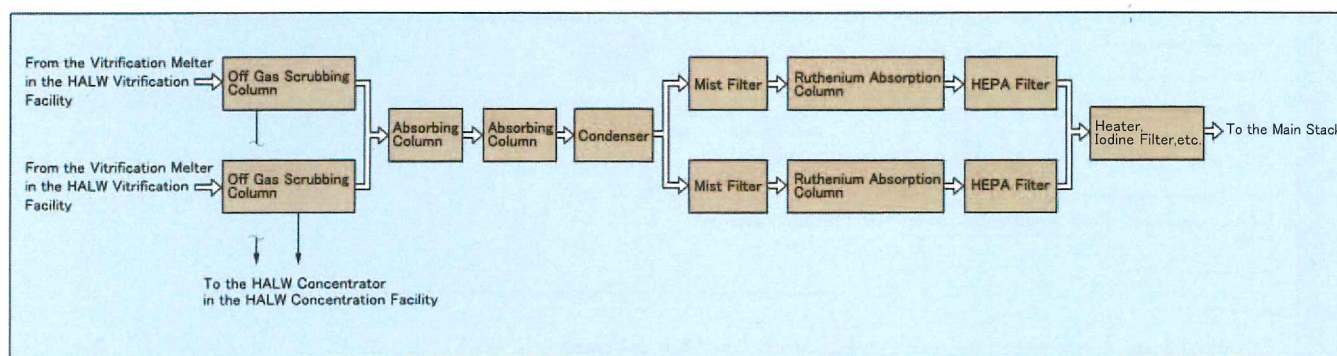 From the Vitrification Melter
in the HALW Vitrification
Facility
Off Gas Scrubbing
Column
From the Vitrification Melter
in the HALW Vitrification
Facility
Off Gas Scrubbing
Column
To the HALW Concentrator
in the HALW Concentration Facility
Absorbing
Column
Absorbing
Column
Condenser
Mist Filter
Ruthenium Absorption
Column
HEPA Filter
Mist Filter
Ruthenium Absorption
Column
HEPA Filter
Heater,
Iodine Filter,etc.
To the Main Stack